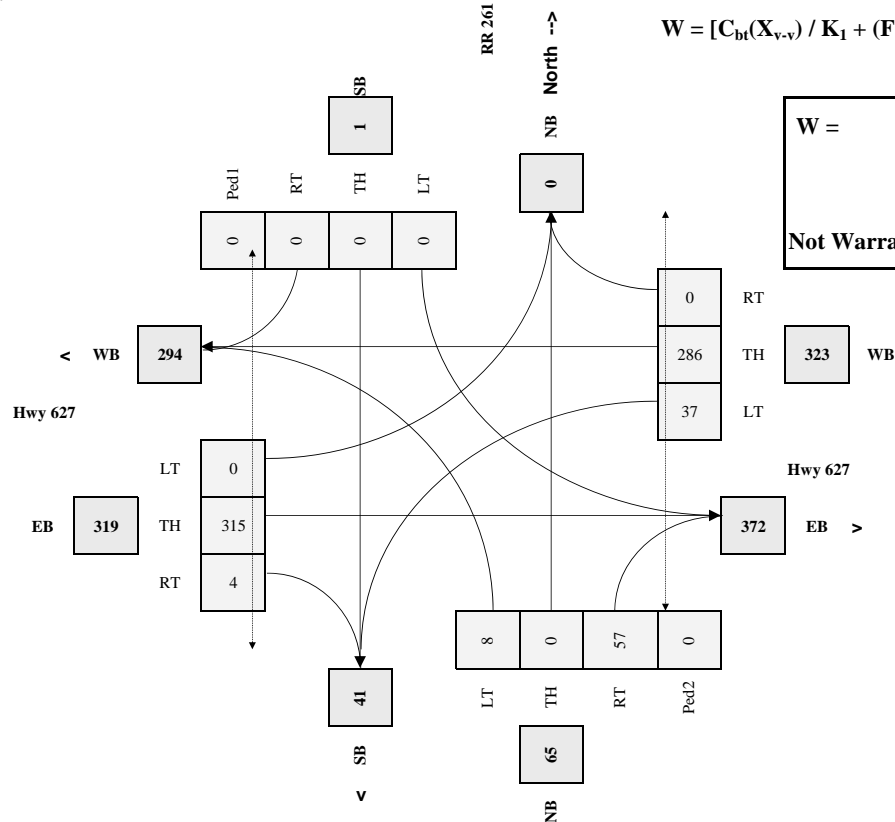 RR 261
North -->
W = [C_bt(X_v-v) / K_1 + (F
SB
1
NB
0
W =
Not Warra
Ped1
RT
TH
LT
0
0
0
0
0
RT
< WB
294
286
TH
323
WB
37
LT
Hwy 627
Hwy 627
LT
0
EB
319
TH
315
372
EB >
RT
4
8
0
57
0
LT
TH
RT
Ped2
41
SB
<
65
NB